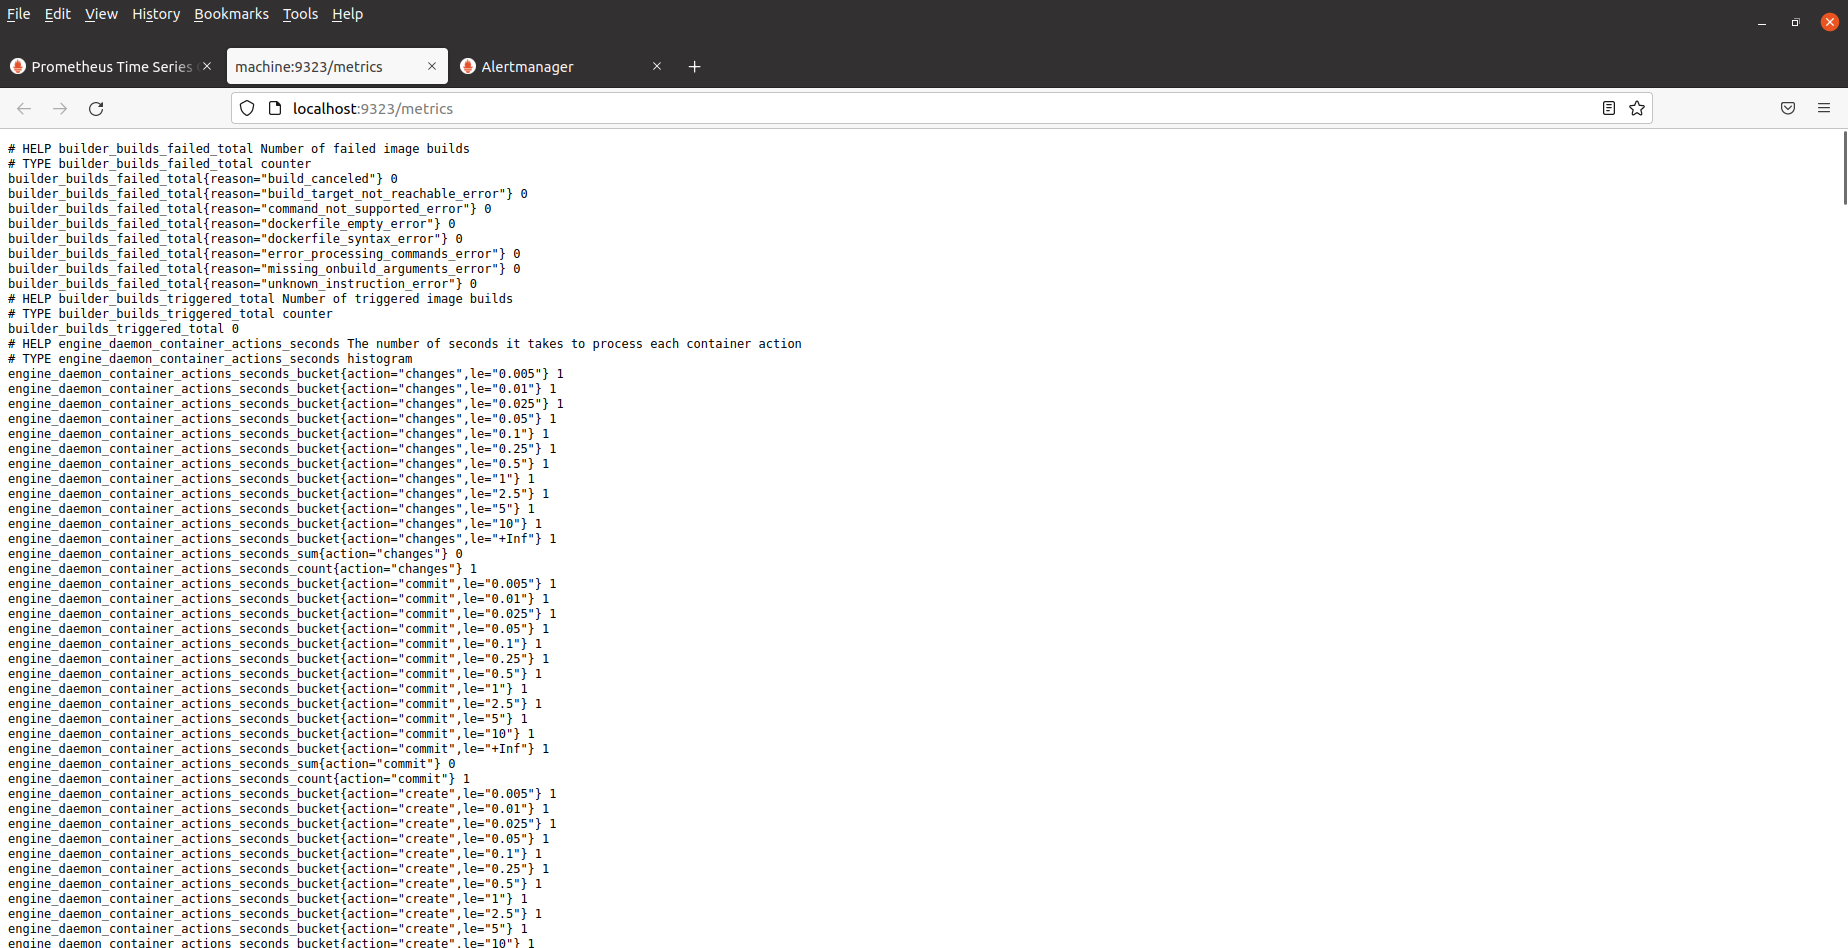 File Edit View History Bookmarks Tools Help
Prometheus Time Series
machine:9323/metrics
Alertmanager
localhost:9323/metrics
# HELP builder_builds_failed_total Number of failed image builds
# TYPE builder_builds_failed_total counter
builder_builds_failed_total{reason="build_canceled"} 0
builder_builds_failed_total{reason="build_target_not_reachable_error"} 0
builder_builds_failed_total{reason="command_not_supported_error"} 0
builder_builds_failed_total{reason="dockerfile_empty_error"} 0
builder_builds_failed_total{reason="dockerfile_syntax_error"} 0
builder_builds_failed_total{reason="error_processing_commands_error"} 0
builder_builds_failed_total{reason="missing_onbuild_arguments_error"} 0
builder_builds_failed_total{reason="unknown_instruction_error"} 0
# HELP builder_builds_triggered_total Number of triggered image builds
# TYPE builder_builds_triggered_total counter
builder_builds_triggered_total 0
# HELP engine_daemon_container_actions_seconds The number of seconds it takes to process each container action
# TYPE engine_daemon_container_actions_seconds histogram
engine_daemon_container_actions_seconds_bucket{action="changes",le="0.005"} 1
engine_daemon_container_actions_seconds_bucket{action="changes",le="0.01"} 1
engine_daemon_container_actions_seconds_bucket{action="changes",le="0.025"} 1
engine_daemon_container_actions_seconds_bucket{action="changes",le="0.05"} 1
engine_daemon_container_actions_seconds_bucket{action="changes",le="0.1"} 1
engine_daemon_container_actions_seconds_bucket{action="changes",le="0.25"} 1
engine_daemon_container_actions_seconds_bucket{action="changes",le="0.5"} 1
engine_daemon_container_actions_seconds_bucket{action="changes",le="1"} 1
engine_daemon_container_actions_seconds_bucket{action="changes",le="2.5"} 1
engine_daemon_container_actions_seconds_bucket{action="changes",le="5"} 1
engine_daemon_container_actions_seconds_bucket{action="changes",le="10"} 1
engine_daemon_container_actions_seconds_bucket{action="changes",le="+Inf"} 1
engine_daemon_container_actions_seconds_sum{action="changes"} 0
engine_daemon_container_actions_seconds_count{action="changes"} 1
engine_daemon_container_actions_seconds_bucket{action="commit",le="0.005"} 1
engine_daemon_container_actions_seconds_bucket{action="commit",le="0.01"} 1
engine_daemon_container_actions_seconds_bucket{action="commit",le="0.025"} 1
engine_daemon_container_actions_seconds_bucket{action="commit",le="0.05"} 1
engine_daemon_container_actions_seconds_bucket{action="commit",le="0.1"} 1
engine_daemon_container_actions_seconds_bucket{action="commit",le="0.25"} 1
engine_daemon_container_actions_seconds_bucket{action="commit",le="0.5"} 1
engine_daemon_container_actions_seconds_bucket{action="commit",le="1"} 1
engine_daemon_container_actions_seconds_bucket{action="commit",le="2.5"} 1
engine_daemon_container_actions_seconds_bucket{action="commit",le="5"} 1
engine_daemon_container_actions_seconds_bucket{action="commit",le="10"} 1
engine_daemon_container_actions_seconds_bucket{action="commit",le="+Inf"} 1
engine_daemon_container_actions_seconds_sum{action="commit"} 0
engine_daemon_container_actions_seconds_count{action="commit"} 1
engine_daemon_container_actions_seconds_bucket{action="create",le="0.005"} 1
engine_daemon_container_actions_seconds_bucket{action="create",le="0.01"} 1
engine_daemon_container_actions_seconds_bucket{action="create",le="0.025"} 1
engine_daemon_container_actions_seconds_bucket{action="create",le="0.05"} 1
engine_daemon_container_actions_seconds_bucket{action="create",le="0.1"} 1
engine_daemon_container_actions_seconds_bucket{action="create",le="0.25"} 1
engine_daemon_container_actions_seconds_bucket{action="create",le="0.5"} 1
engine_daemon_container_actions_seconds_bucket{action="create",le="1"} 1
engine_daemon_container_actions_seconds_bucket{action="create",le="2.5"} 1
engine_daemon_container_actions_seconds_bucket{action="create",le="5"} 1
engine_daemon_container_actions_seconds_bucket{action="create",le="10"} 1